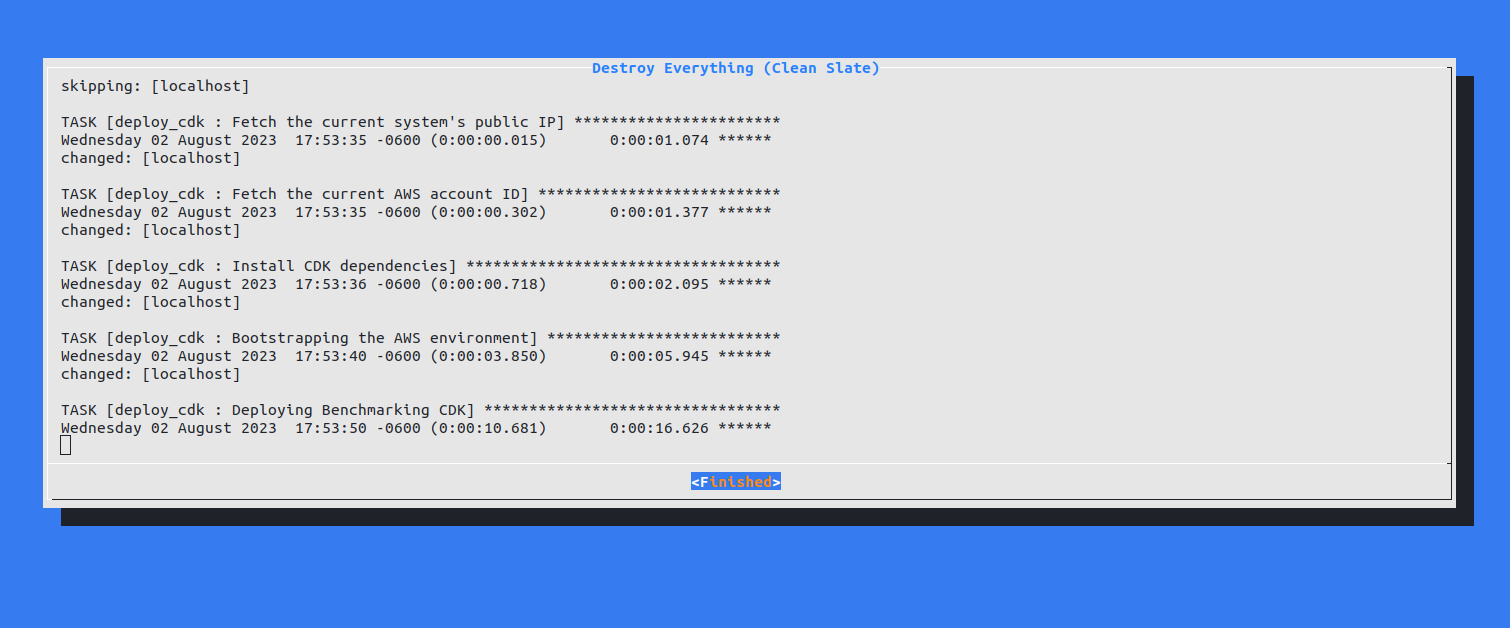 Destroy Everything (Clean Slate)
skipping: [localhost]
TASK [deploy_cdk : Fetch the current system's public IP] ***********************
Wednesday 02 August 2023  17:53:35 -0600 (0:00:00.015)       0:00:01.074 ******
changed: [localhost]
TASK [deploy_cdk : Fetch the current AWS account ID] ***************************
Wednesday 02 August 2023  17:53:35 -0600 (0:00:00.302)       0:00:01.377 ******
changed: [localhost]
TASK [deploy_cdk : Install CDK dependencies] ***********************************
Wednesday 02 August 2023  17:53:36 -0600 (0:00:00.718)       0:00:02.095 ******
changed: [localhost]
TASK [deploy_cdk : Bootstrapping the AWS environment] **************************
Wednesday 02 August 2023  17:53:40 -0600 (0:00:03.850)       0:00:05.945 ******
changed: [localhost]
TASK [deploy_cdk : Deploying Benchmarking CDK] *********************************
Wednesday 02 August 2023  17:53:50 -0600 (0:00:10.681)       0:00:16.626 ******
<Finished>